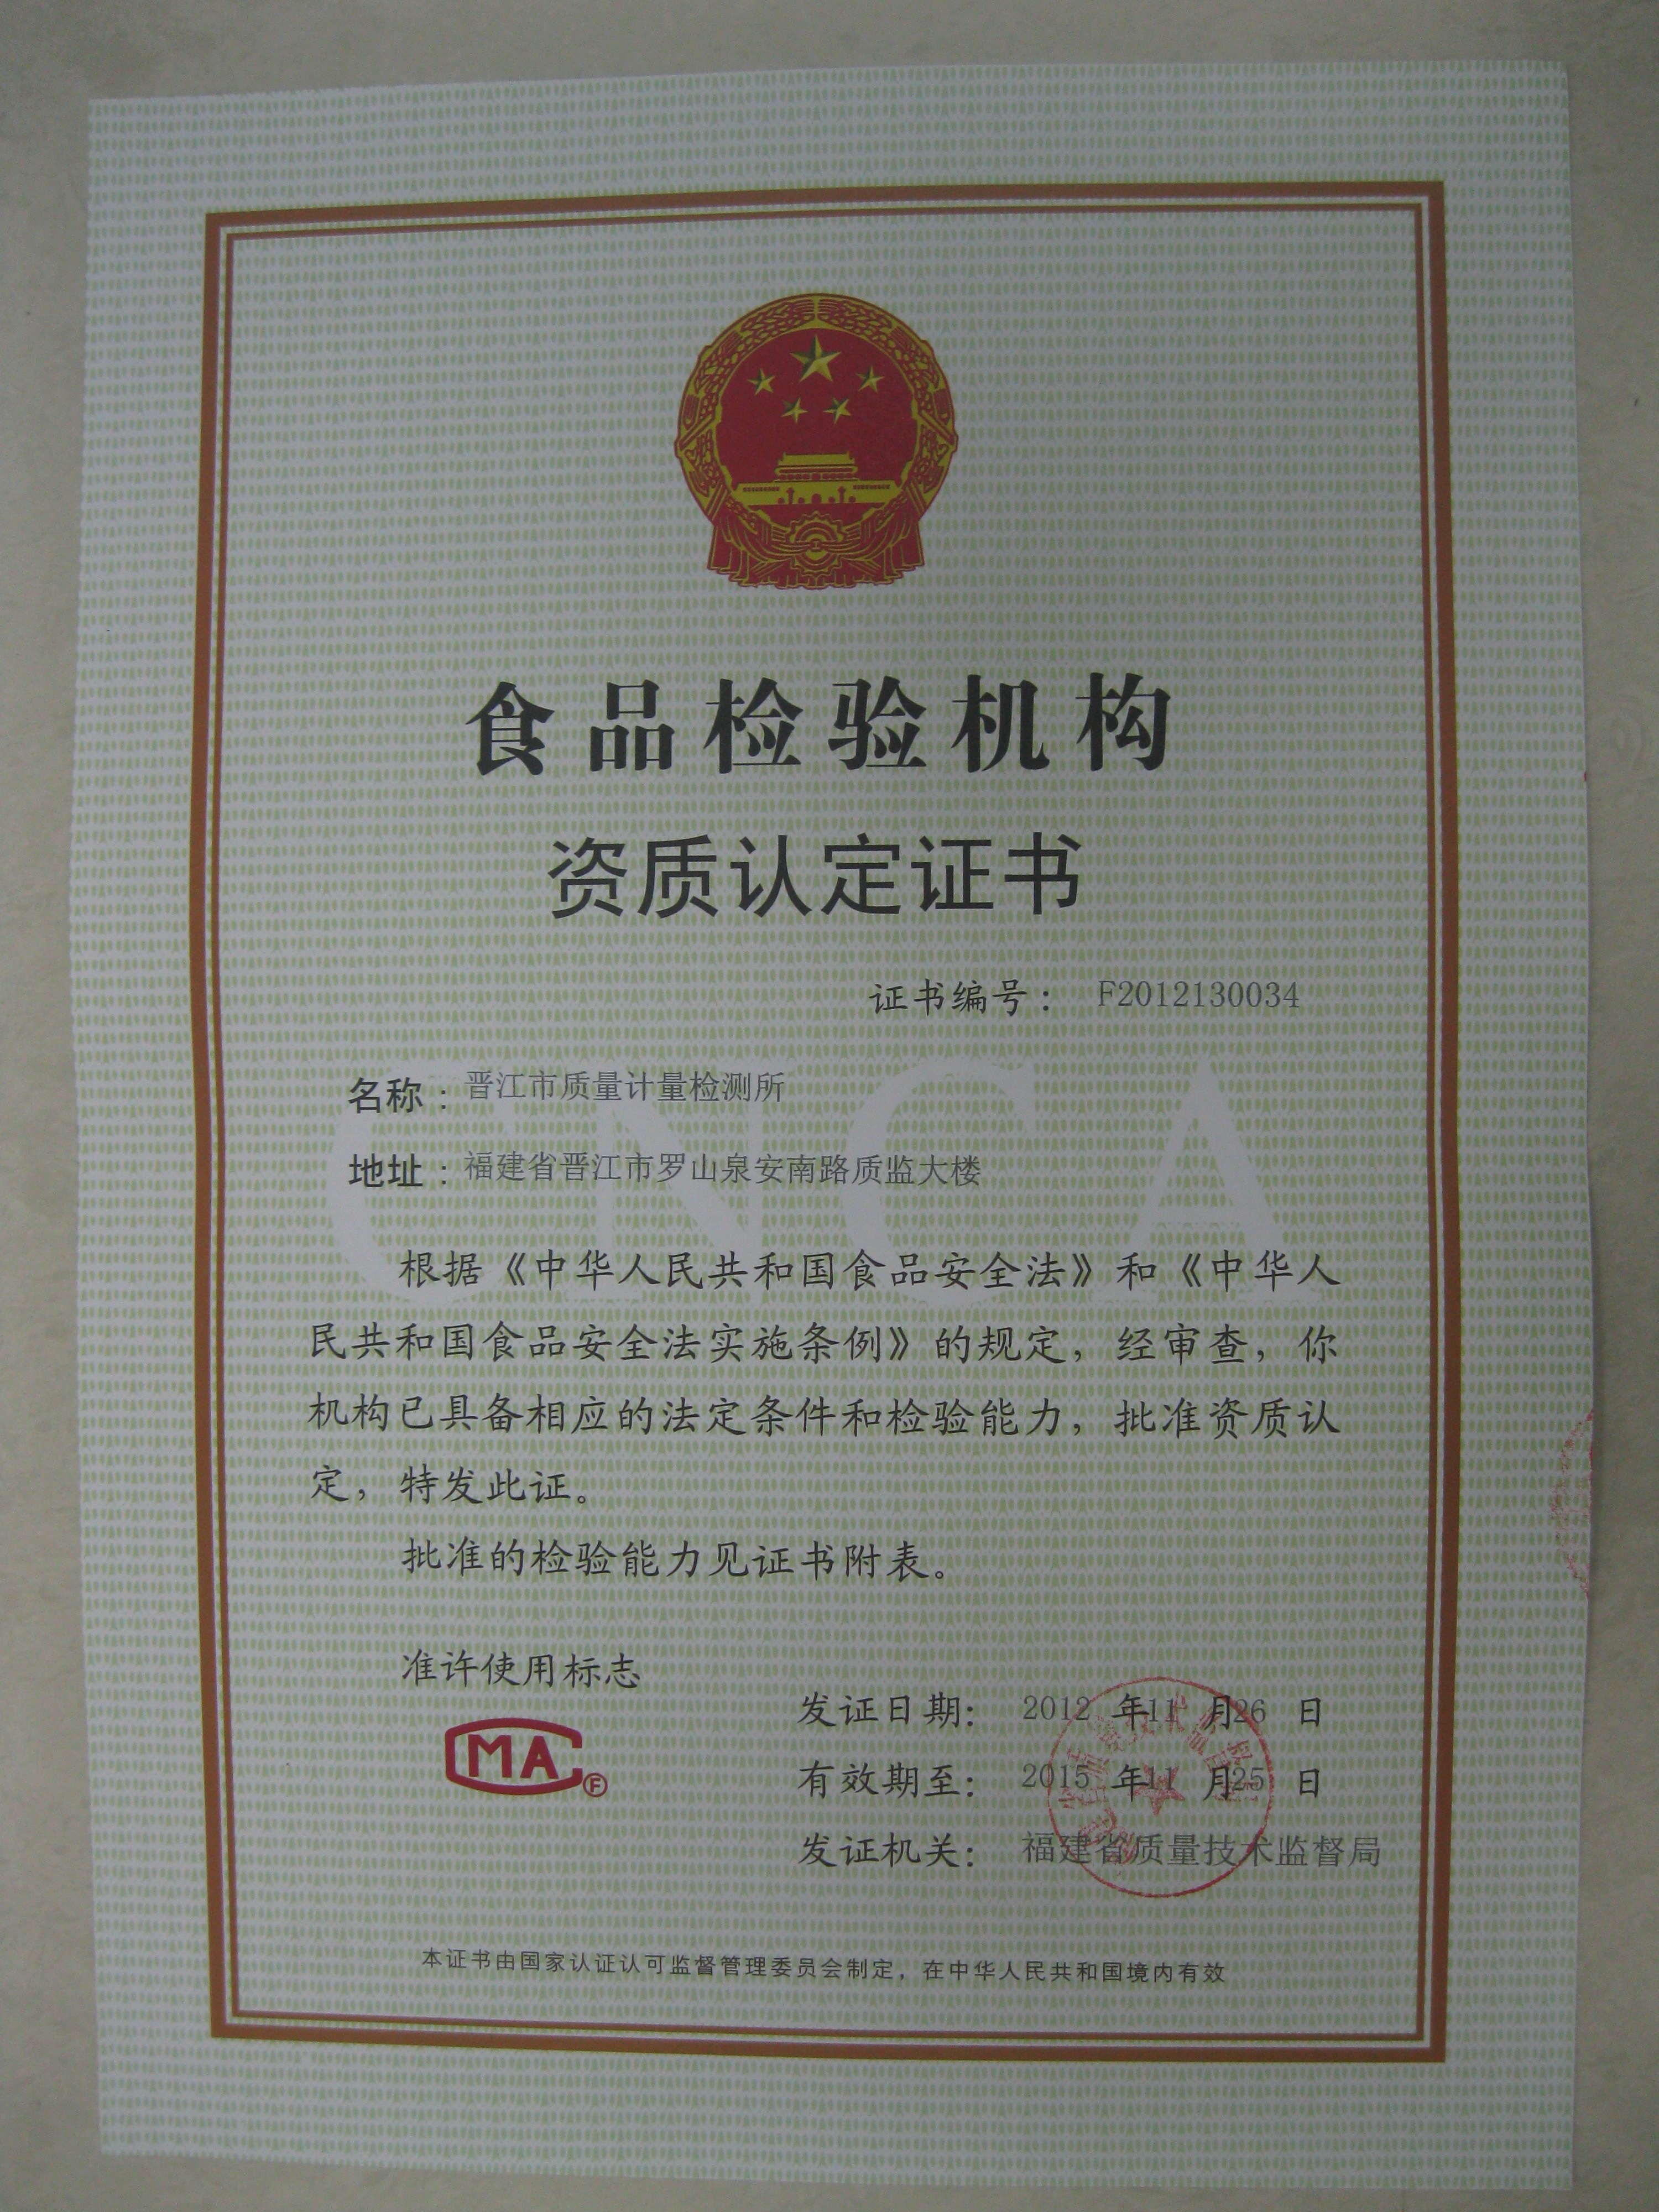 食品检验机构
资质认定证书
证书编号： F2012130034
名称：晋江市质量计量检测所
地址：福建省晋江市罗山泉安南路质监大楼
CNCA
根据《中华人民共和国食品安全法》和《中华人
民共和国食品安全法实施条例》的规定，经审查，你
机构已具备相应的法定条件和检验能力，批准资质认
定，特发此证。
批准的检验能力见证书附表。
准许使用标志
MA F
发证日期： 2012 年11 月26 日
有效期至： 2015 年11 月25 日
发证机关： 福建省质量技术监督局
本证书由国家认证认可监督管理委员会制定，在中华人民共和国境内有效